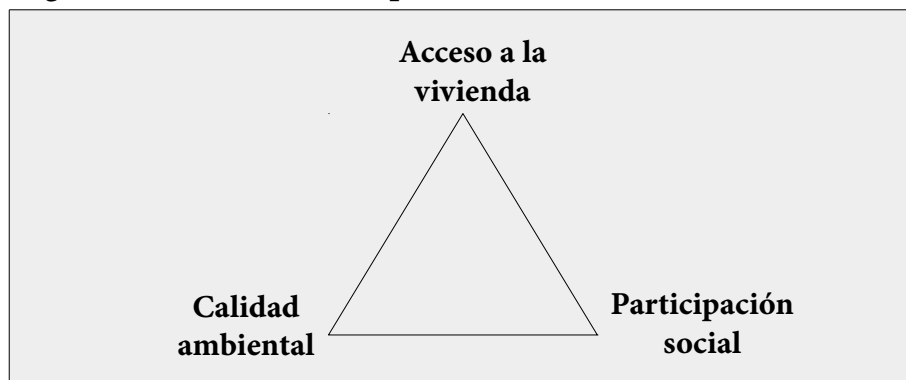 Acceso a la
vivienda
Calidad
ambiental
Participación
social